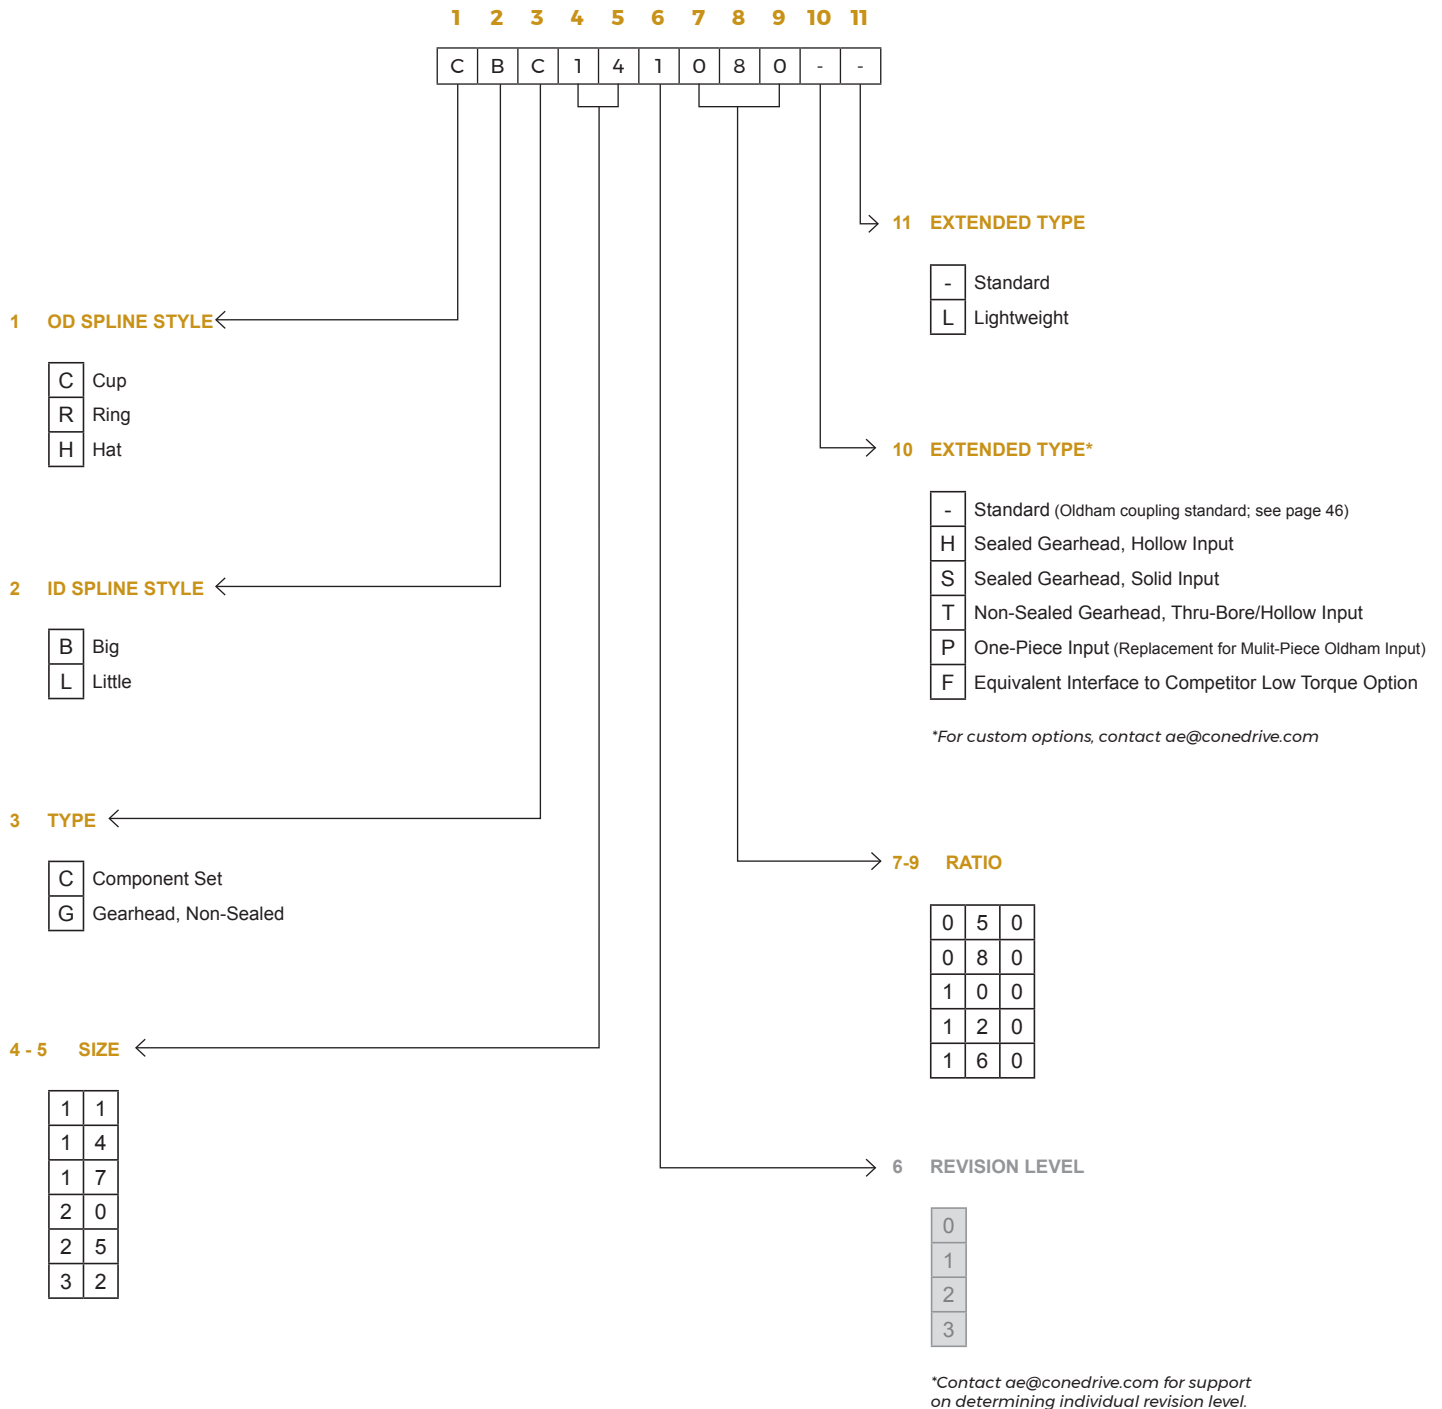 1 2 3 4 5 6 7 8 9 10 11
C B C 1 4 1 0 8 0 - -
11 EXTENDED TYPE
- Standard
L Lightweight
1 OD SPLINE STYLE
C Cup
R Ring
H Hat
10 EXTENDED TYPE*
- Standard (Oldham coupling standard; see page 46)
H Sealed Gearhead, Hollow Input
S Sealed Gearhead, Solid Input
T Non-Sealed Gearhead, Thru-Bore/Hollow Input
P One-Piece Input (Replacement for Mulit-Piece Oldham Input)
F Equivalent Interface to Competitor Low Torque Option
*For custom options, contact ae@conedrive.com
2 ID SPLINE STYLE
B Big
L Little
3 TYPE
C Component Set
G Gearhead, Non-Sealed
7-9 RATIO
0 5 0
0 8 0
1 0 0
1 2 0
1 6 0
4 - 5 SIZE
1 1
1 4
1 7
2 0
2 5
3 2
6 REVISION LEVEL
0
1
2
3
*Contact ae@conedrive.com for support
on determining individual revision level.